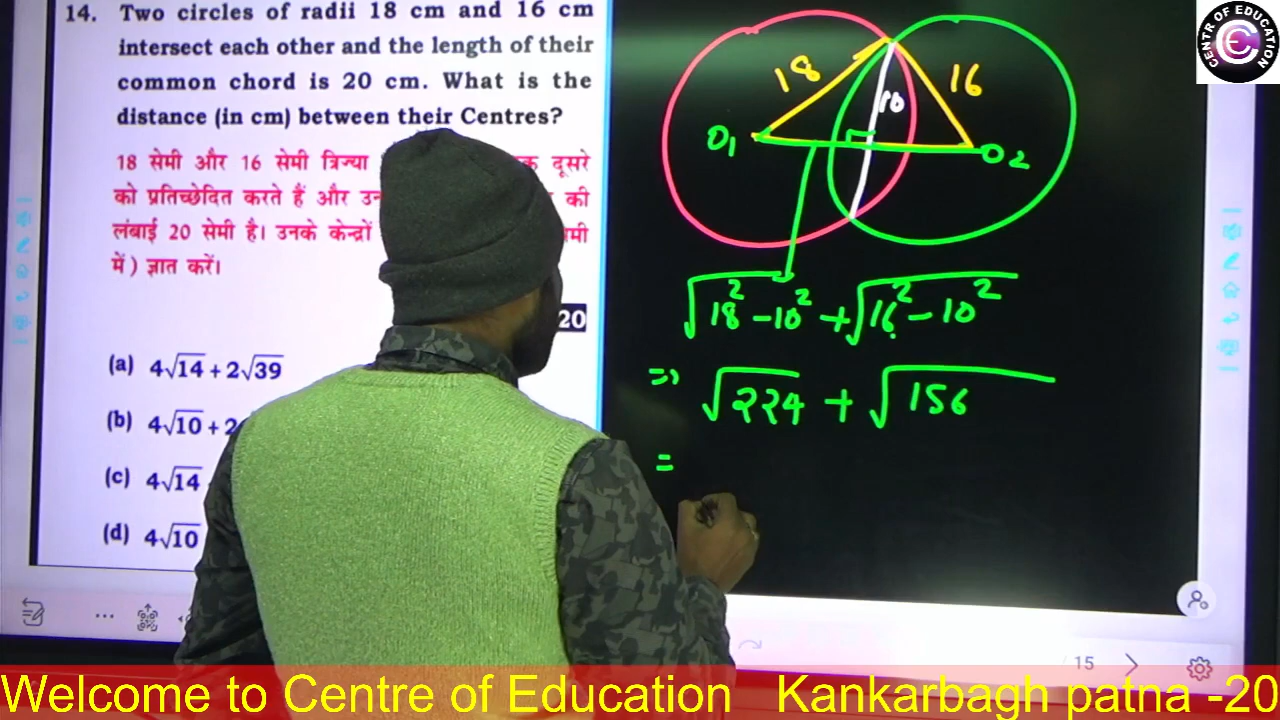 14. Two circles of radii 18 cm and 16 cm
intersect each other and the length of their
common chord is 20 cm. What is the
distance (in cm) between their Centres?
18 सेमी और 16 सेमी त्रिज्या दूसरे
को प्रतिच्छेदित करते हैं और की
लंबाई 20 सेमी है। उनके केन्द्रों
में ) ज्ञात करें।
20
(a) 4√14 + 2√39
(b) 4√10 + 2
(c) 4√14
(d) 4√10
18
16
10
O₁
O₂
√18² - 10² + √16² - 10²
⇒ √224 + √156
=
15
CENTR OF EDUCATION
CE
Welcome to Centre of Education Kankarbagh patna -20